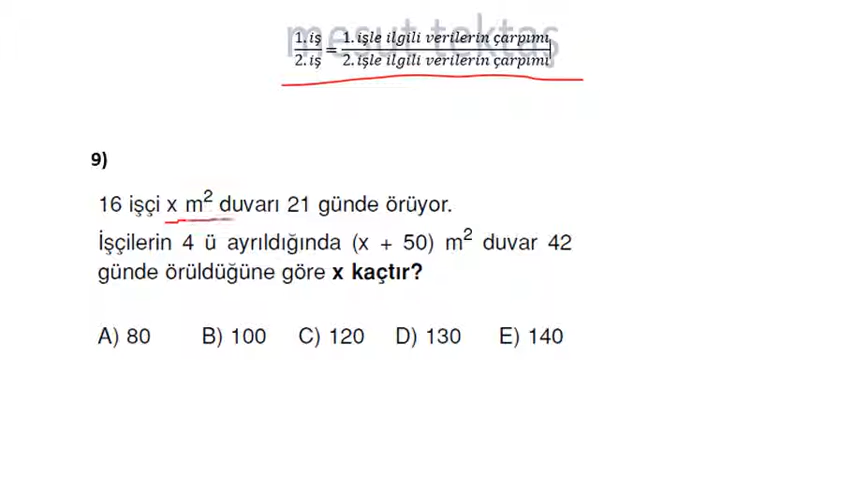 mesut tektaş
1.iş / 2.iş = 1.işle ilgili verilerin çarpımı / 2.işle ilgili verilerin çarpımı
9)
16 işçi x m² duvarı 21 günde örüyor.
İşçilerin 4 ü ayrıldığında (x + 50) m² duvar 42
günde örüldüğüne göre x kaçtır?
A) 80 B) 100 C) 120 D) 130 E) 140